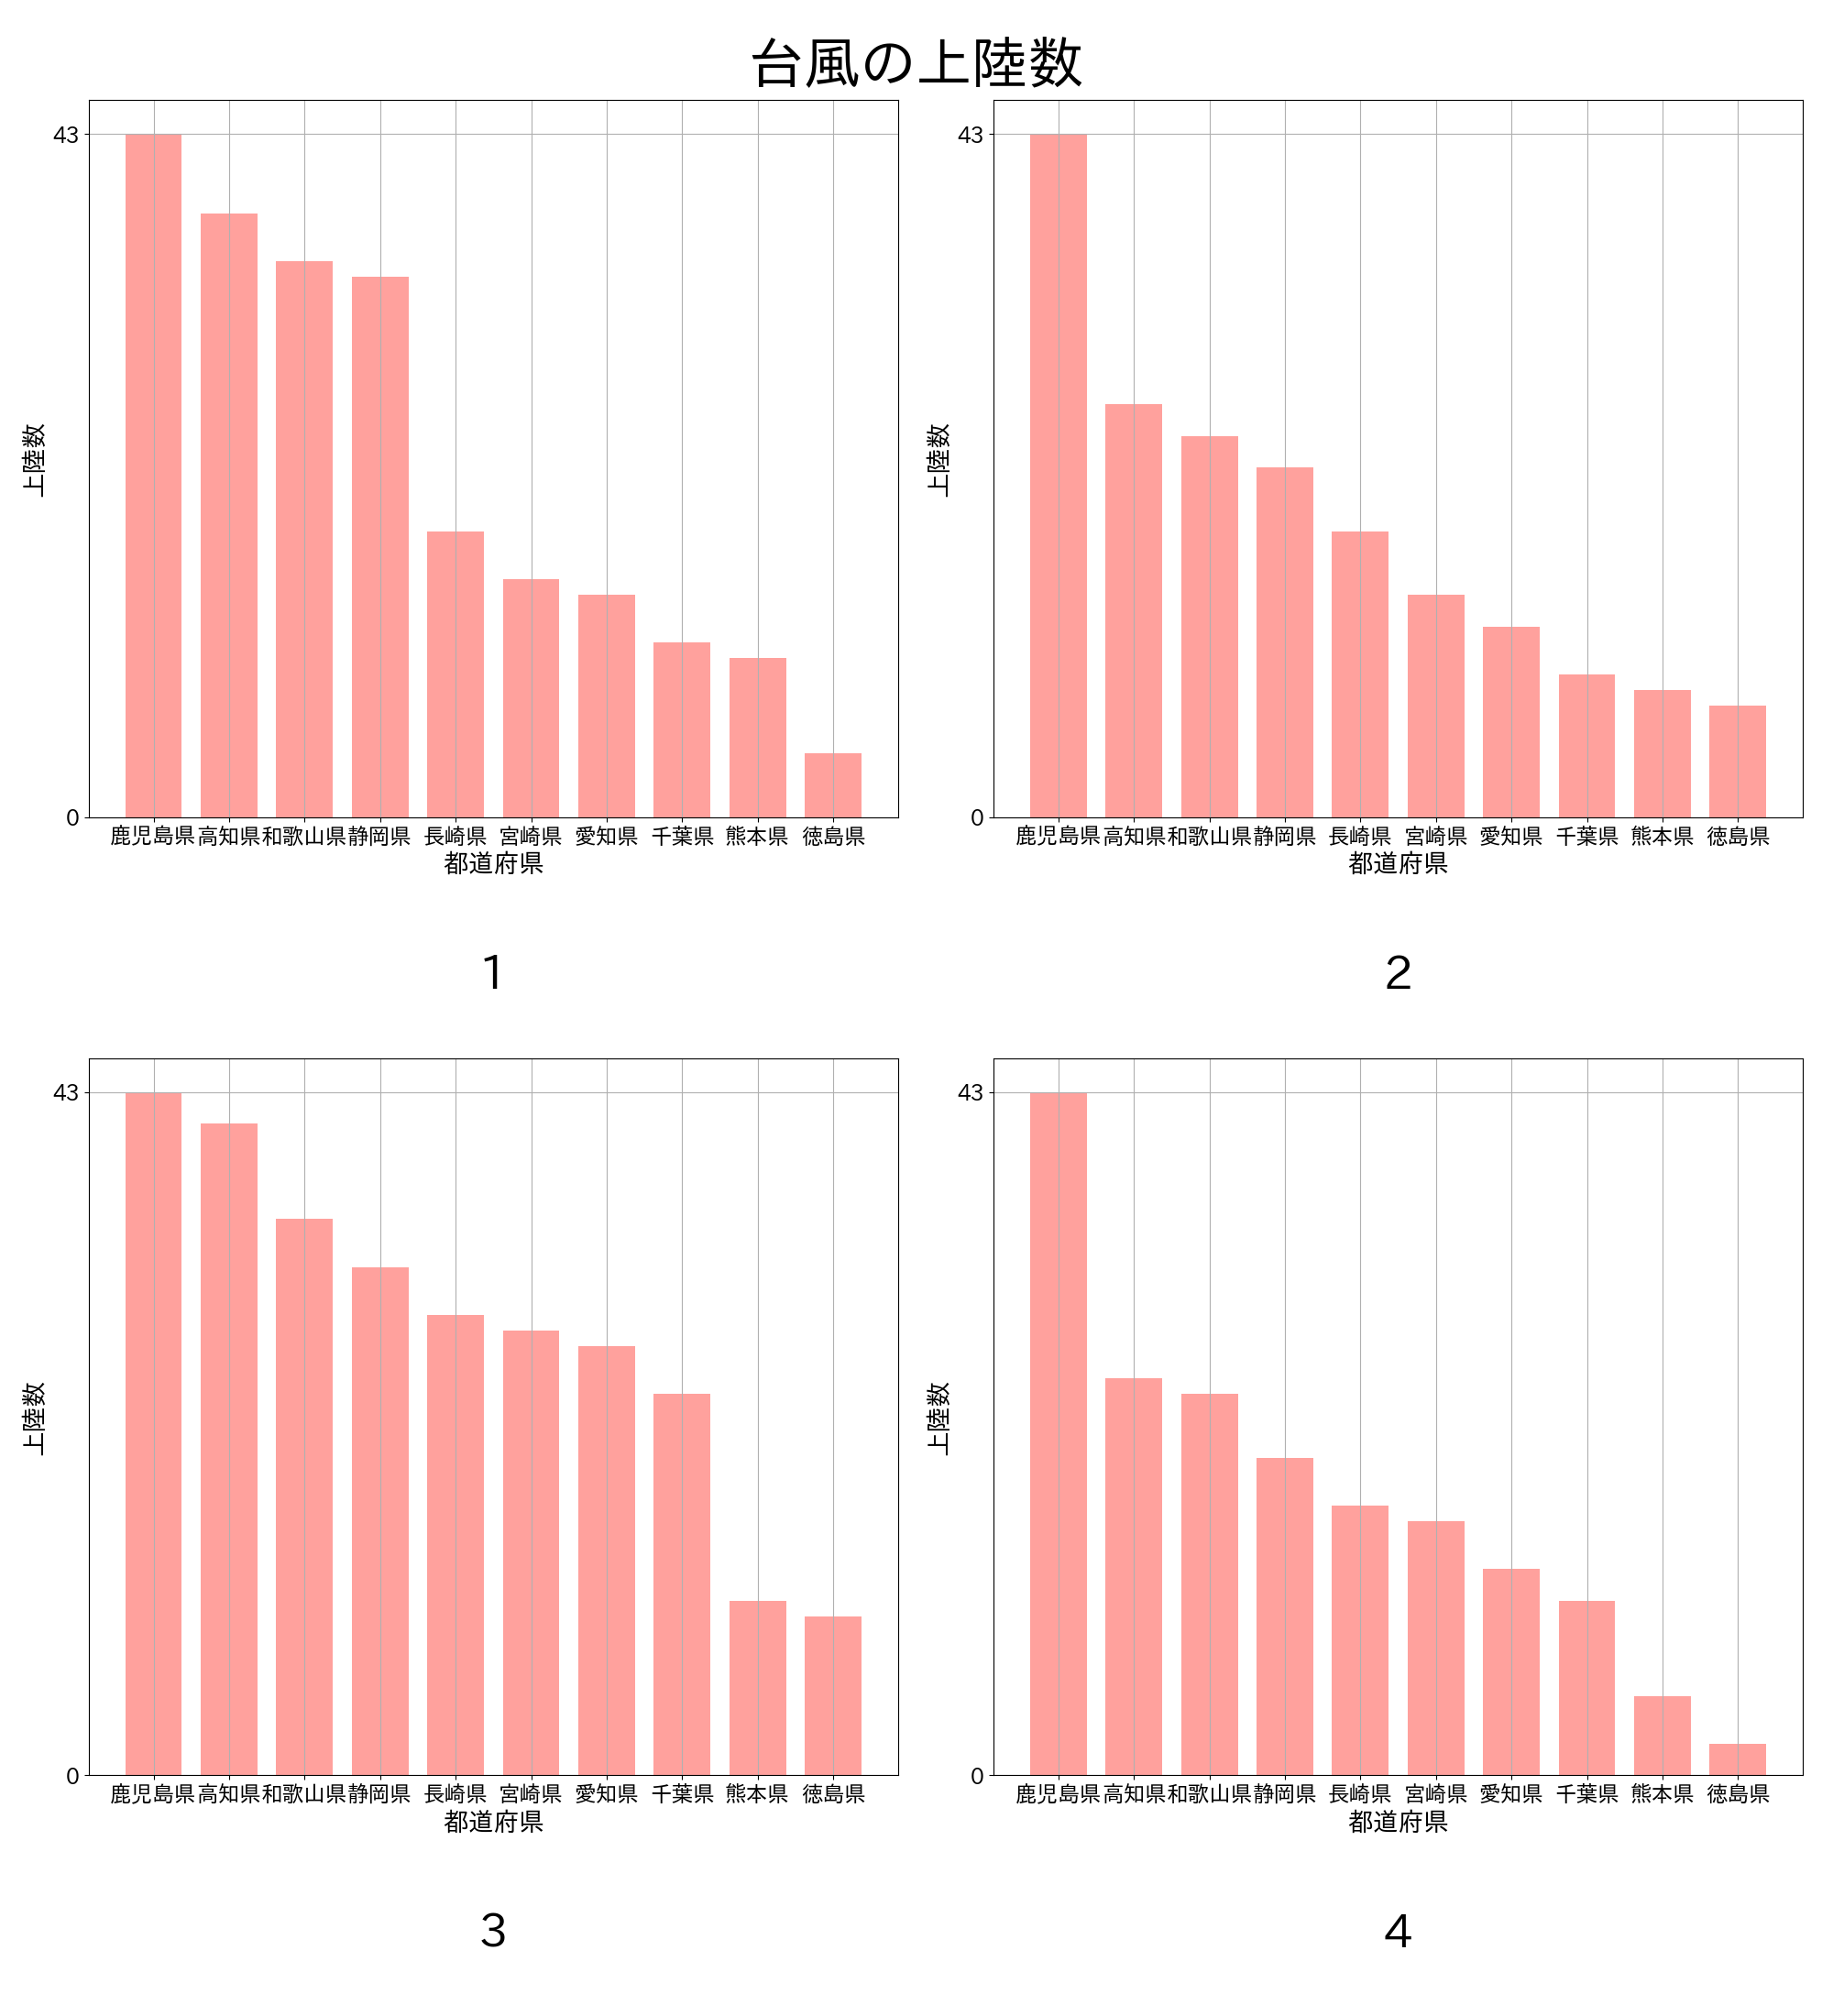 台風の上陸数
43
0
上陸数
鹿児島県 高知県 和歌山県 静岡県 長崎県 宮崎県 愛知県 千葉県 熊本県 徳島県
都道府県
1
43
0
上陸数
鹿児島県 高知県 和歌山県 静岡県 長崎県 宮崎県 愛知県 千葉県 熊本県 徳島県
都道府県
2
43
0
上陸数
鹿児島県 高知県 和歌山県 静岡県 長崎県 宮崎県 愛知県 千葉県 熊本県 徳島県
都道府県
3
43
0
上陸数
鹿児島県 高知県 和歌山県 静岡県 長崎県 宮崎県 愛知県 千葉県 熊本県 徳島県
都道府県
4